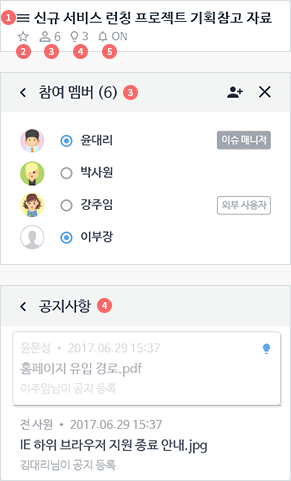 1 신규 서비스 런칭 프로젝트 기획참고 자료
6 3 ON
2 3 4 5
참여 멤버 (6) 3
윤대리 이슈 매니저
박사원
강주임 외부 사용자
이부장
공지사항 4
윤문성 • 2017.06.29 15:37
홈페이지 유입 경로.pdf
이주임님이 공지 등록
전 사원 • 2017.06.29 15:37
IE 하위 브라우저 지원 종료 안내.jpg
김대리님이 공지 등록